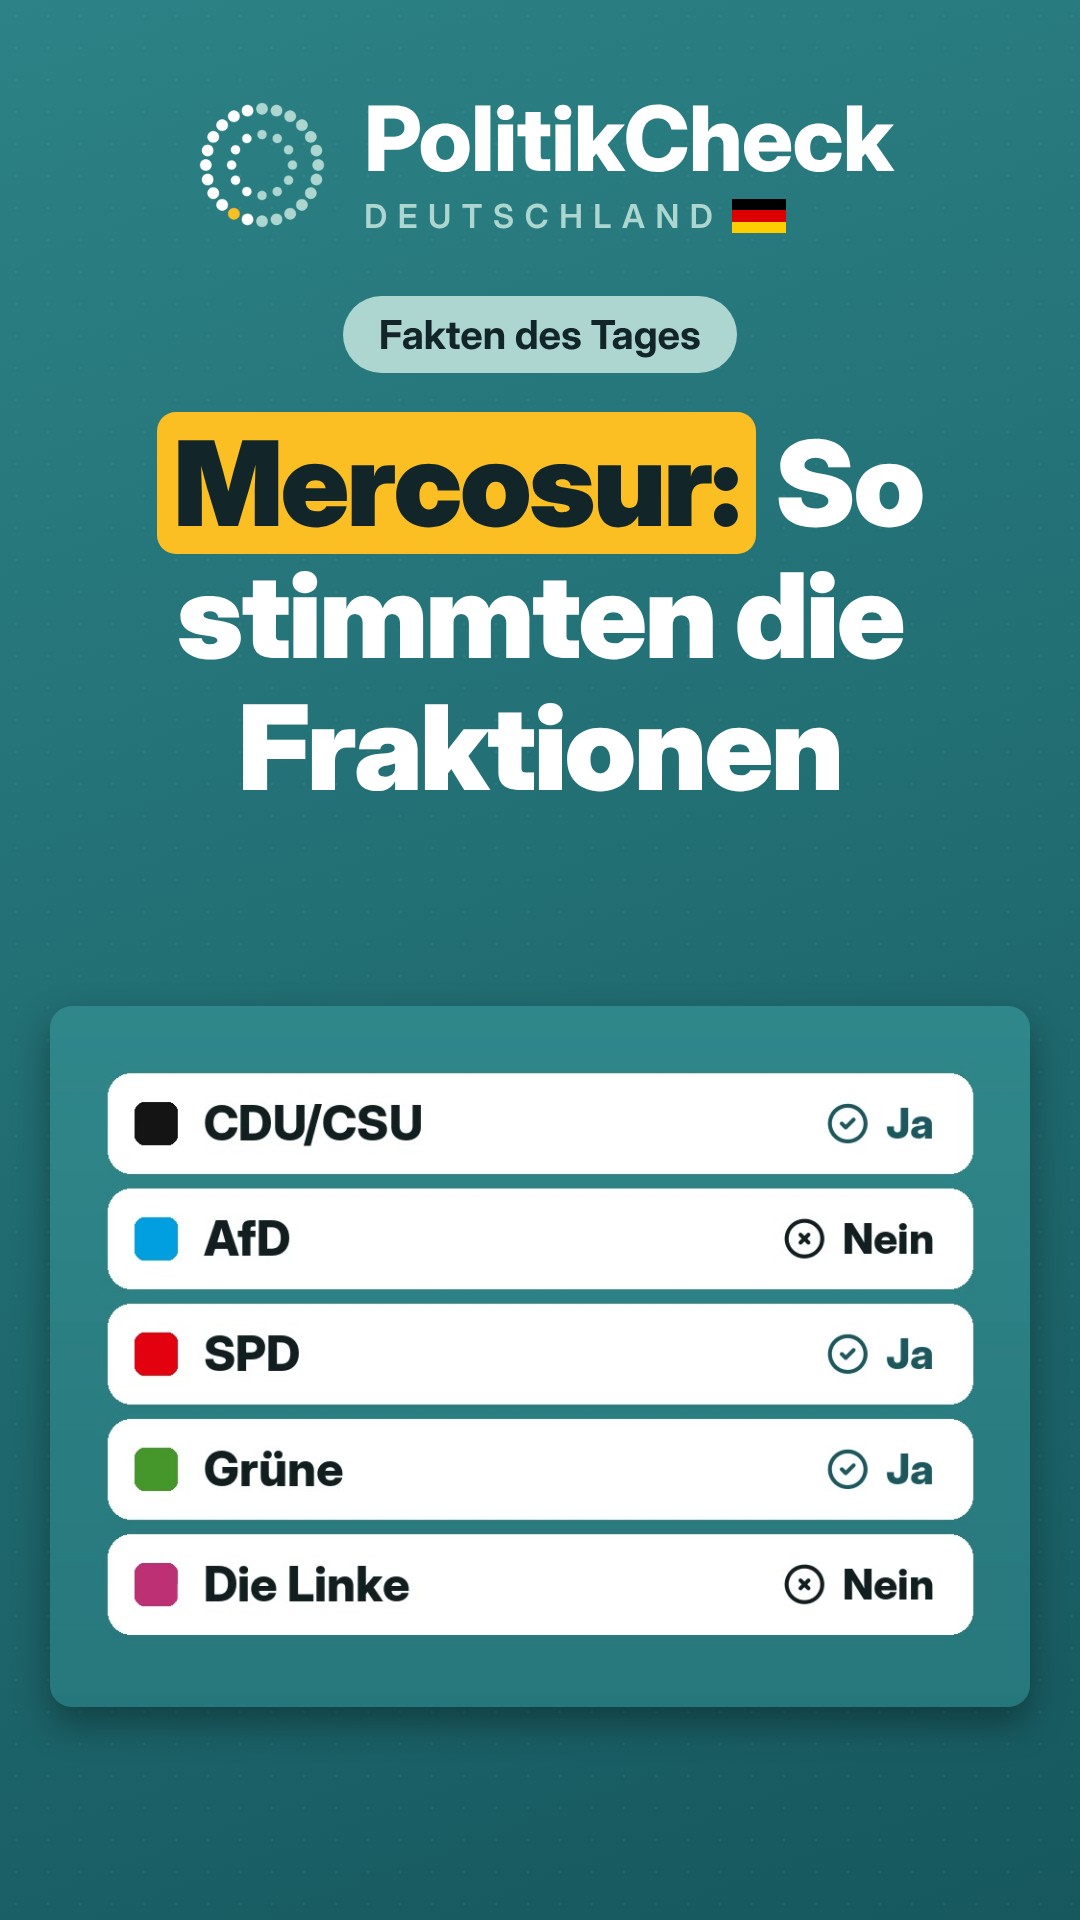 PolitikCheck
DEUTSCHLAND
Fakten des Tages
Mercosur: So
stimmten die
Fraktionen
CDU/CSU Ja
AfD Nein
SPD Ja
Grüne Ja
Die Linke Nein